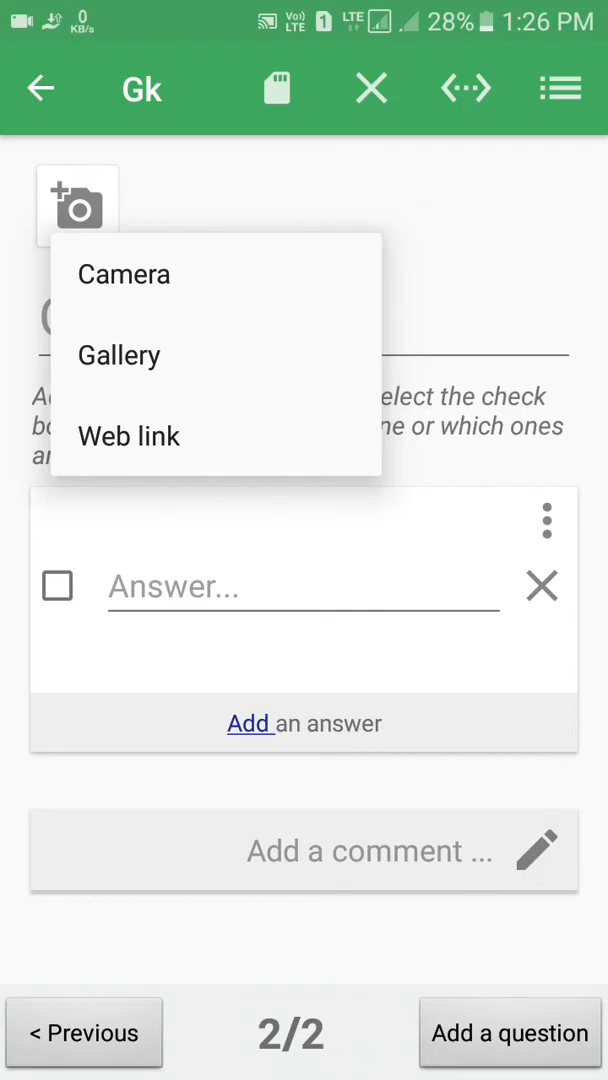 0 KB/s Vo)) LTE 1 LTE 28% 1:26 PM
Gk
Camera
Gallery
Web link
elect the check
ne or which ones
Answer...
Add an answer
Add a comment ...
< Previous
2/2
Add a question